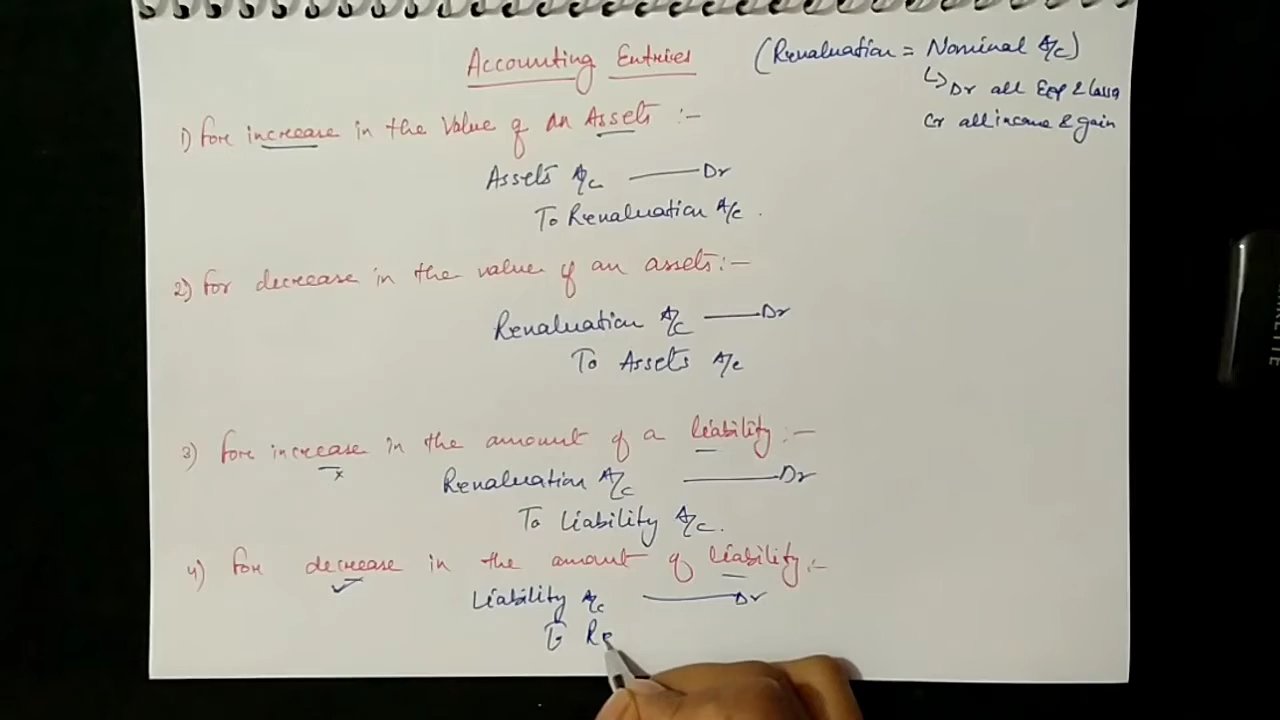 Accounting Entries
(Revaluation = Nominal A/c)
↳ Dr all Exp & Loss
Cr all income & gain
1) For increase in the Value of an Assets :-
Assets A/c —— Dr
To Revaluation A/c.
2) For decrease in the value of an assets :-
Revaluation A/c —— Dr
To Assets A/c
3) For increase in the amount of a liability :-
Revaluation A/c —— Dr
To Liability A/c.
4) For decrease in the amount of liability :-
Liability A/c —— Dr
To Re